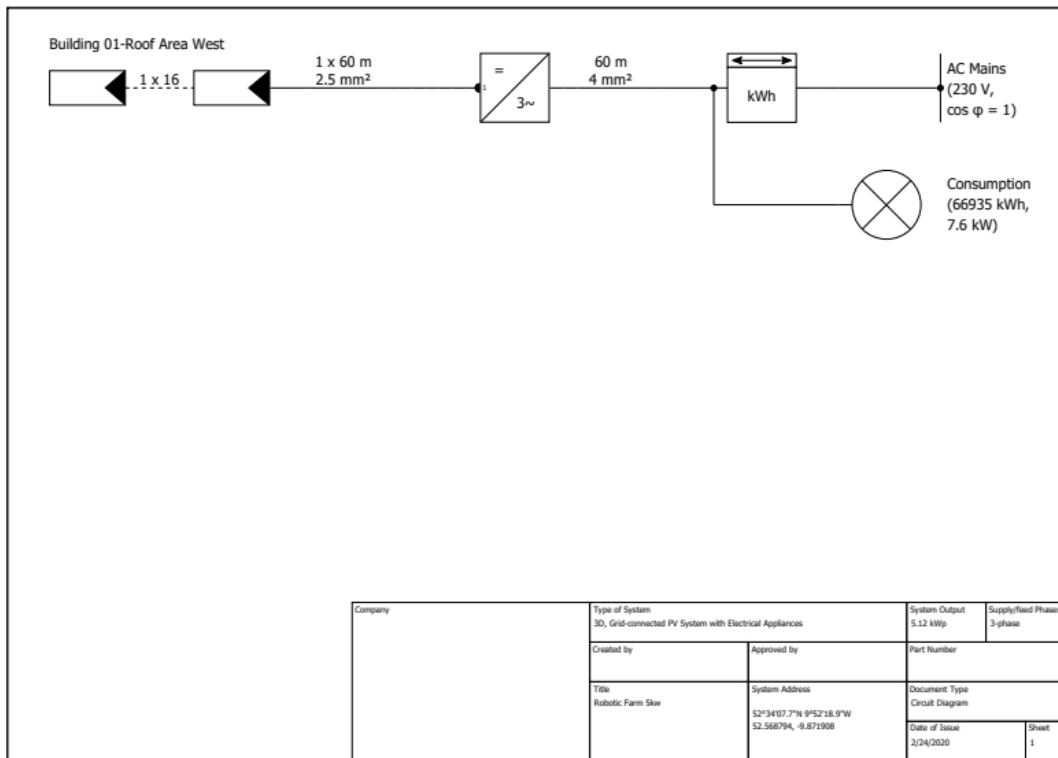 Building 01-Roof Area West
1 x 16
1 x 60 m
2.5 mm²
=
1
3~
60 m
4 mm²
kWh
AC Mains
(230 V,
cos φ = 1)
Consumption
(66935 kWh,
7.6 kW)
Company
Type of System
3D, Grid-connected PV System with Electrical Appliances
System Output
5.12 kWp
Supply/feed Phases
3-phase
Created by
Approved by
Part Number
Title
Robotic Farm 5kw
System Address
52°34'07.7"N 9°52'18.9"W
52.568794, -9.871908
Document Type
Circuit Diagram
Date of Issue
2/24/2020
Sheet
1